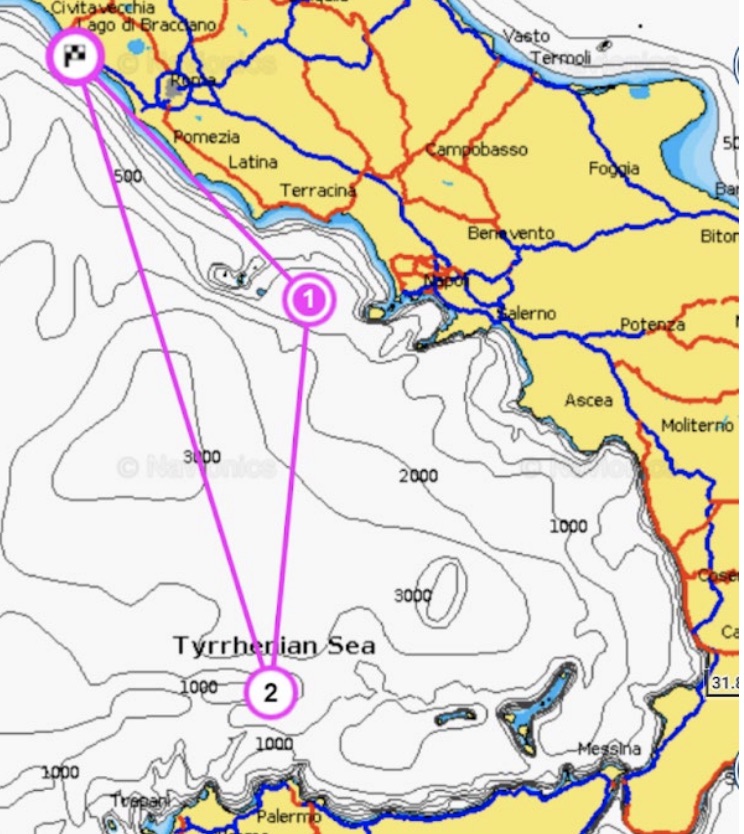 Civitavecchia
Lago di Bracciano
Vasto
Termoli
© Navionics
Roma
Pomezia
Latina
Campobasso
500
Terracina
Foggia
Benevento
Napoli
1
Salerno
Potenza
Ascea
Moliterno
3000
© Navionics
2000
1000
3000
Tyrrhenian Sea
1000
2
31.8
1000
Messina
1000
Trapani
Palermo